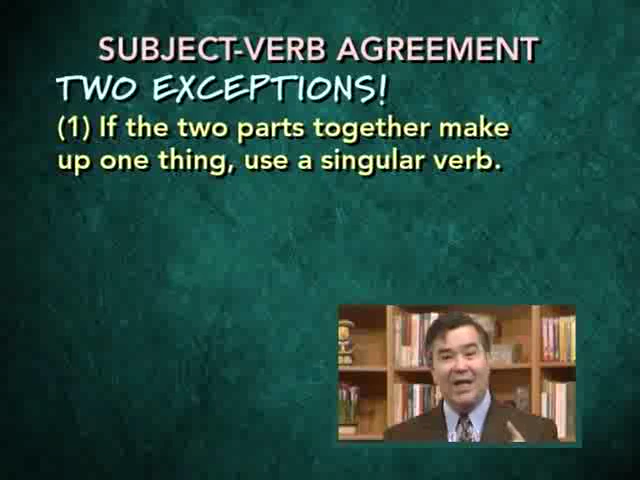 SUBJECT-VERB AGREEMENT
TWO EXCEPTIONS!
(1) If the two parts together make
up one thing, use a singular verb.